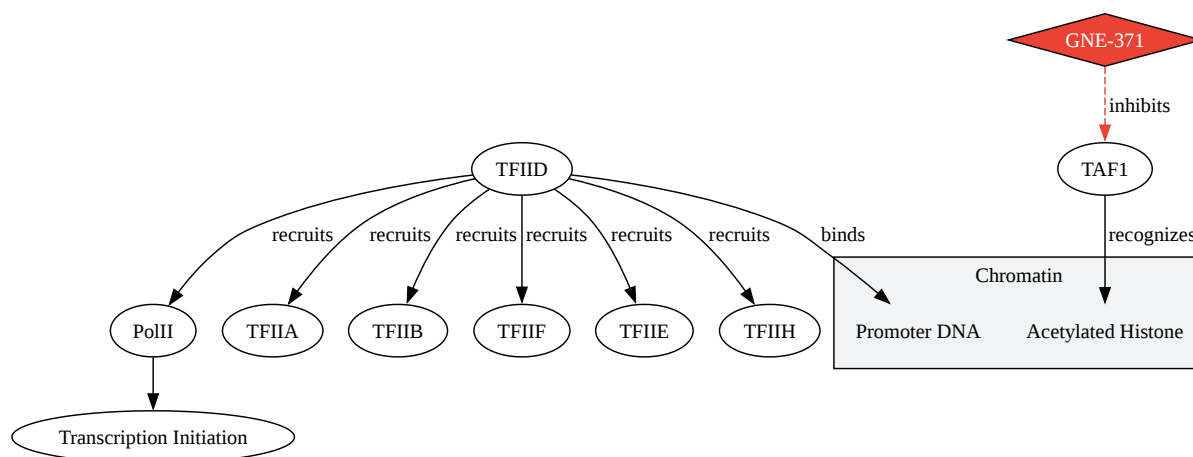 GNE-371
inhibits
TFIID
TAF1
recruits
recruits
recruits
recruits
recruits
recruits
binds
recognizes
Chromatin
PolII
TFIIA
TFIIB
TFIIF
TFIIE
TFIIH
Promoter DNA
Acetylated Histone
Transcription Initiation